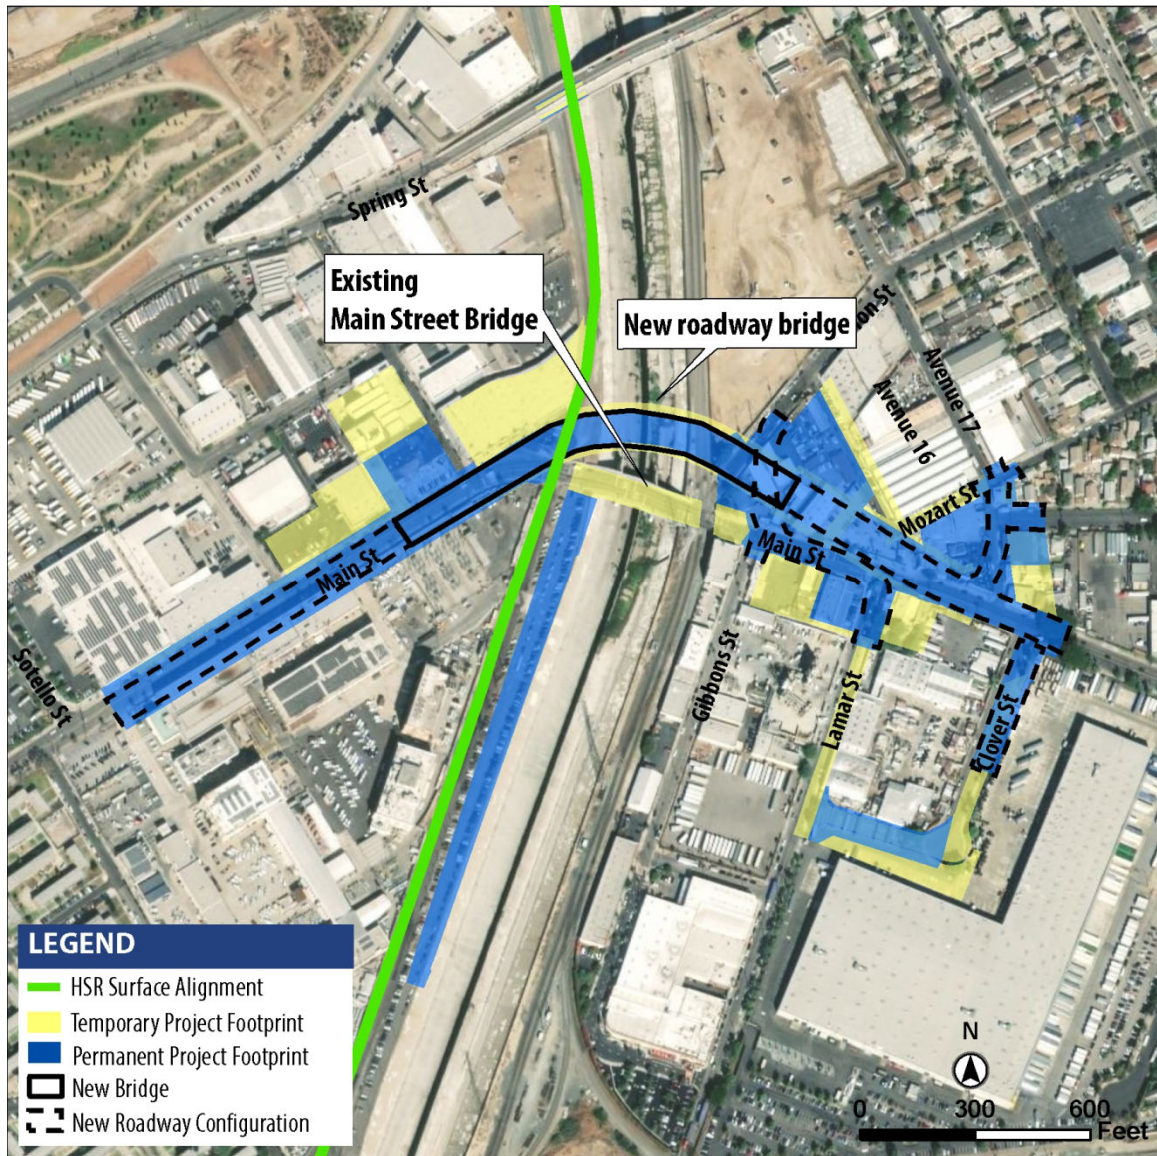 Spring St
Existing
Main Street Bridge
New roadway bridge
on St
Avenue 17
Avenue 16
Mozart St
Main St
Main St
Sotello St
Gibbons St
Lamar St
Clover St
LEGEND
HSR Surface Alignment
Temporary Project Footprint
Permanent Project Footprint
New Bridge
New Roadway Configuration
N
0 300 600
Feet